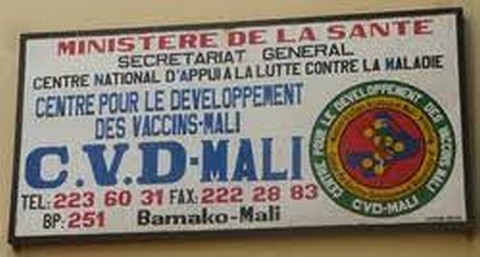 MINISTERE DE LA SANTE
SECRETARIAT GENERAL
CENTRE NATIONAL D'APPUI A LA LUTTE CONTRE LA MALADIE
CENTRE POUR LE DEVELOPPEMENT
DES VACCINS-MALI
C.V.D-MALI
TEL: 223 60 31 FAX: 222 28 83
BP: 251 Bamako-Mali
CENTRE POUR LE DEVELOPPEMENT DES VACCINS MALI
CVD-MALI